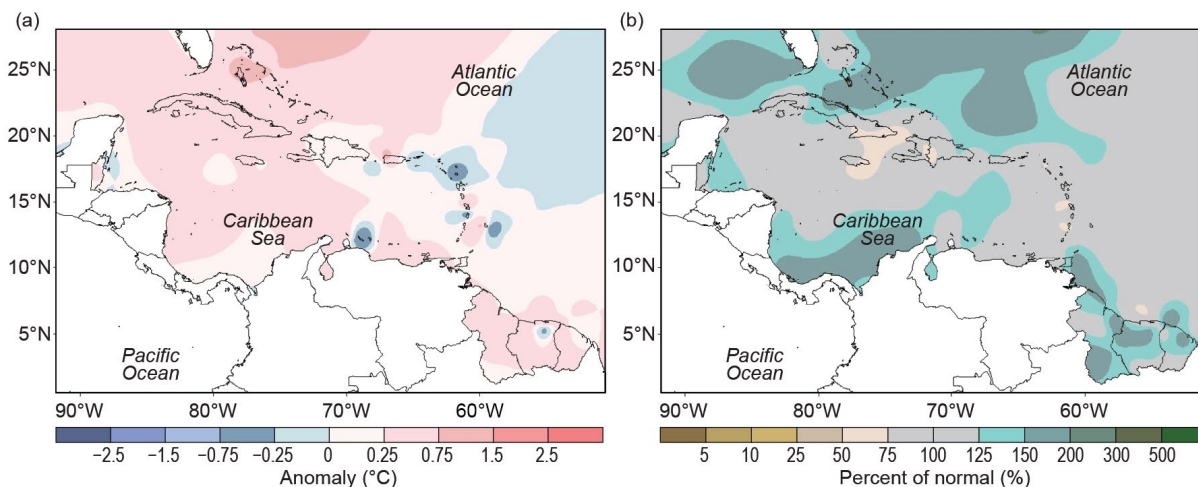 (a)
25°N
20°N
15°N
10°N
5°N
Atlantic
Ocean
Caribbean
Sea
Pacific
Ocean
90°W 80°W 70°W 60°W
−2.5 −1.5 −0.75 −0.25 0 0.25 0.75 1.5 2.5
Anomaly (°C)
(b)
25°N
20°N
15°N
10°N
5°N
Atlantic
Ocean
Caribbean
Sea
Pacific
Ocean
90°W 80°W 70°W 60°W
5 10 25 50 75 100 125 150 200 300 500
Percent of normal (%)